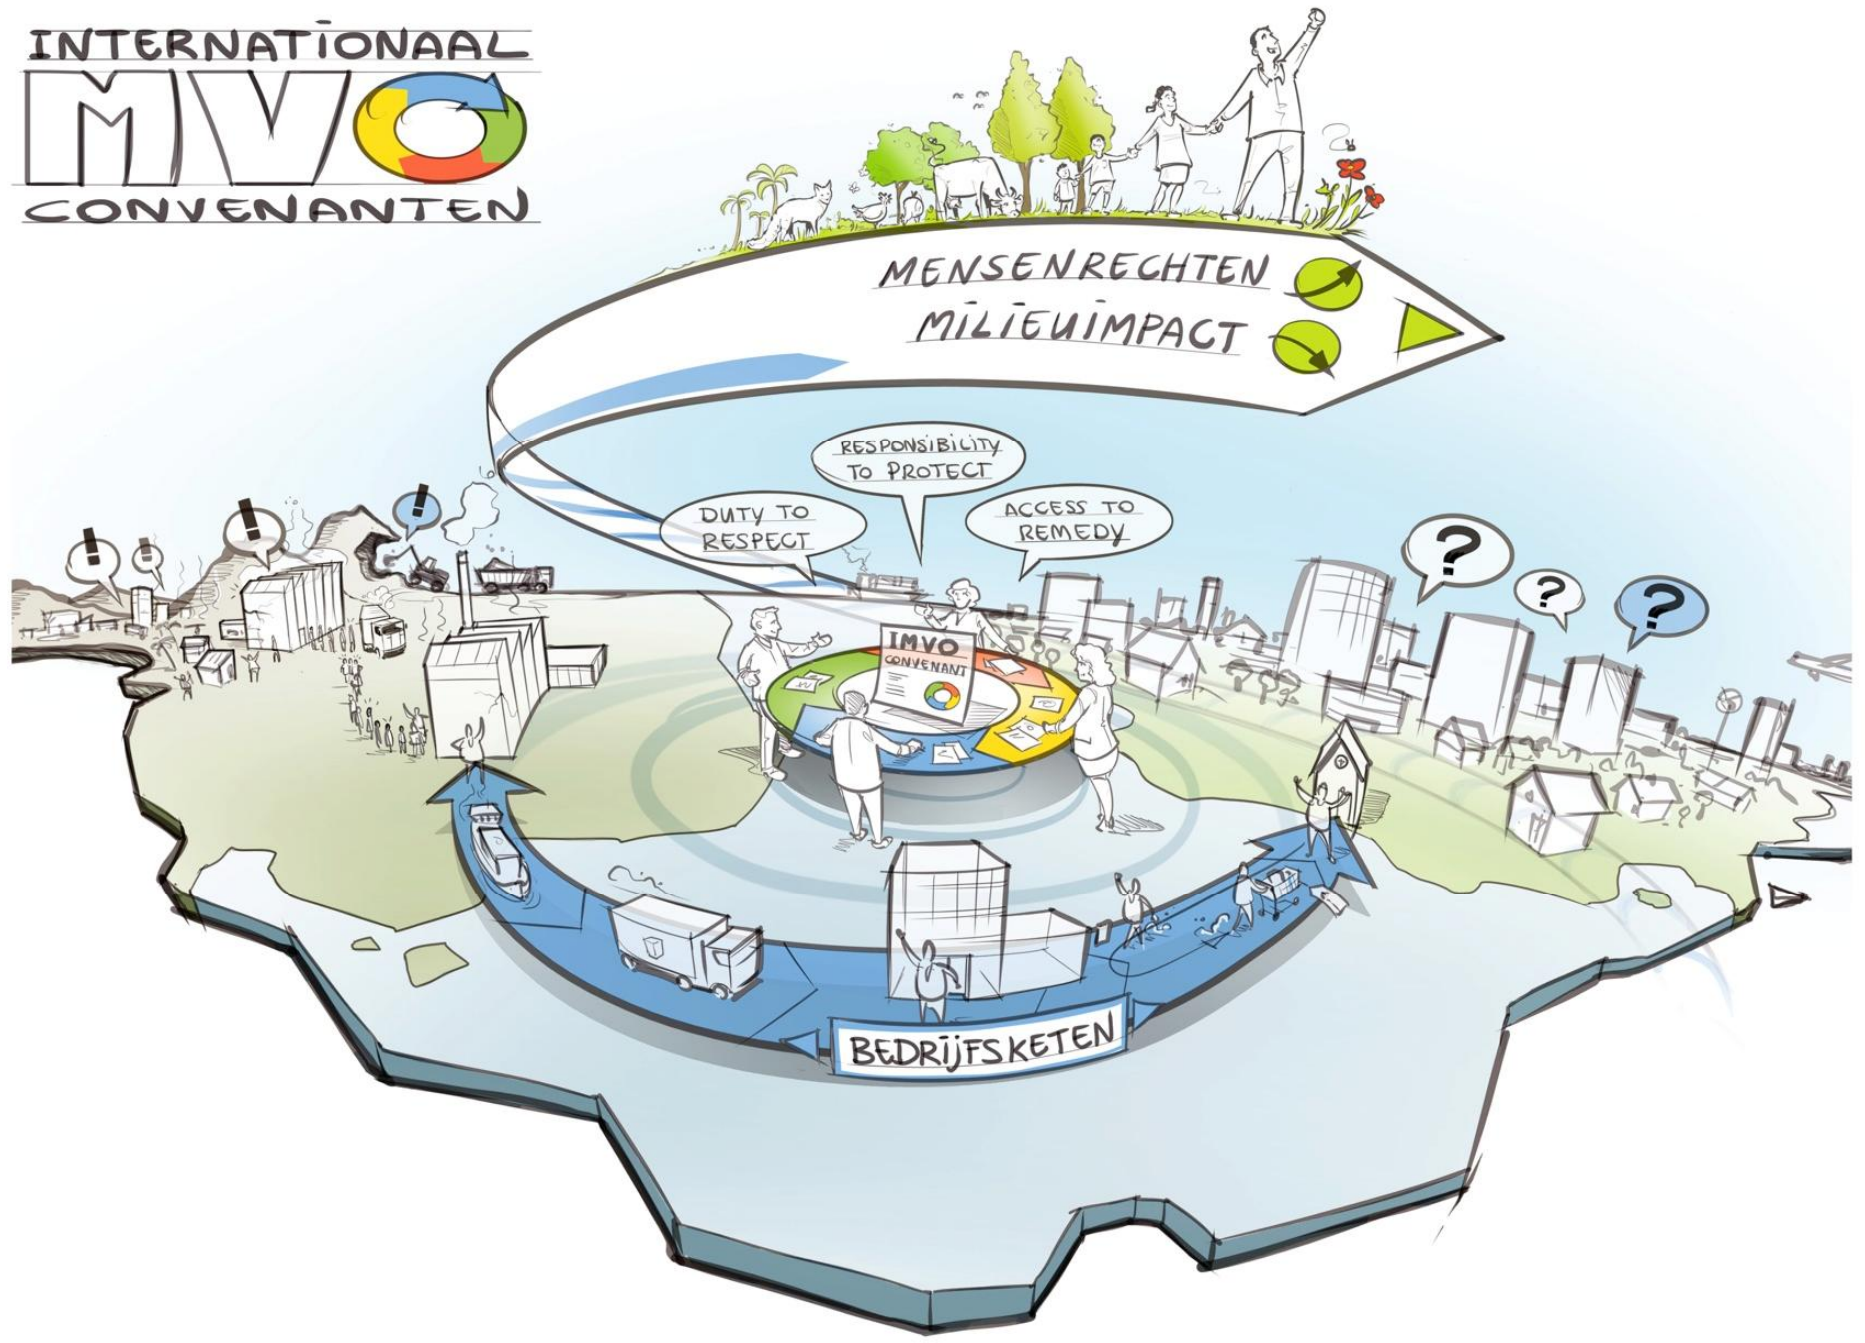 INTERNATIONAAL
MVO
CONVENANTEN
MENSENRECHTEN
MILIEUIMPACT
RESPONSIBILITY
TO PROTECT
DUTY TO
RESPECT
ACCESS TO
REMEDY
!
!
!
!
?
?
?
IMVO
CONVENANT
BEDRIJFSKETEN